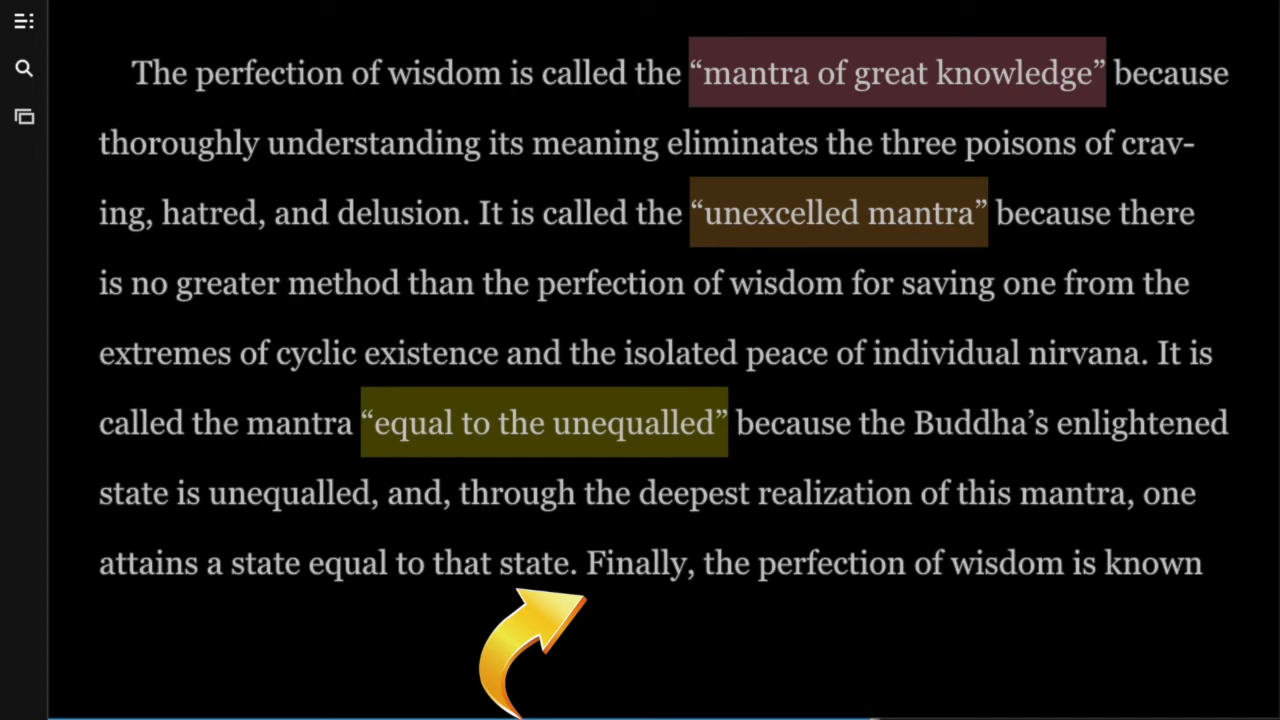 The perfection of wisdom is called the “mantra of great knowledge” because
thoroughly understanding its meaning eliminates the three poisons of crav-
ing, hatred, and delusion. It is called the “unexcelled mantra” because there
is no greater method than the perfection of wisdom for saving one from the
extremes of cyclic existence and the isolated peace of individual nirvana. It is
called the mantra “equal to the unequalled” because the Buddha’s enlightened
state is unequalled, and, through the deepest realization of this mantra, one
attains a state equal to that state. Finally, the perfection of wisdom is known